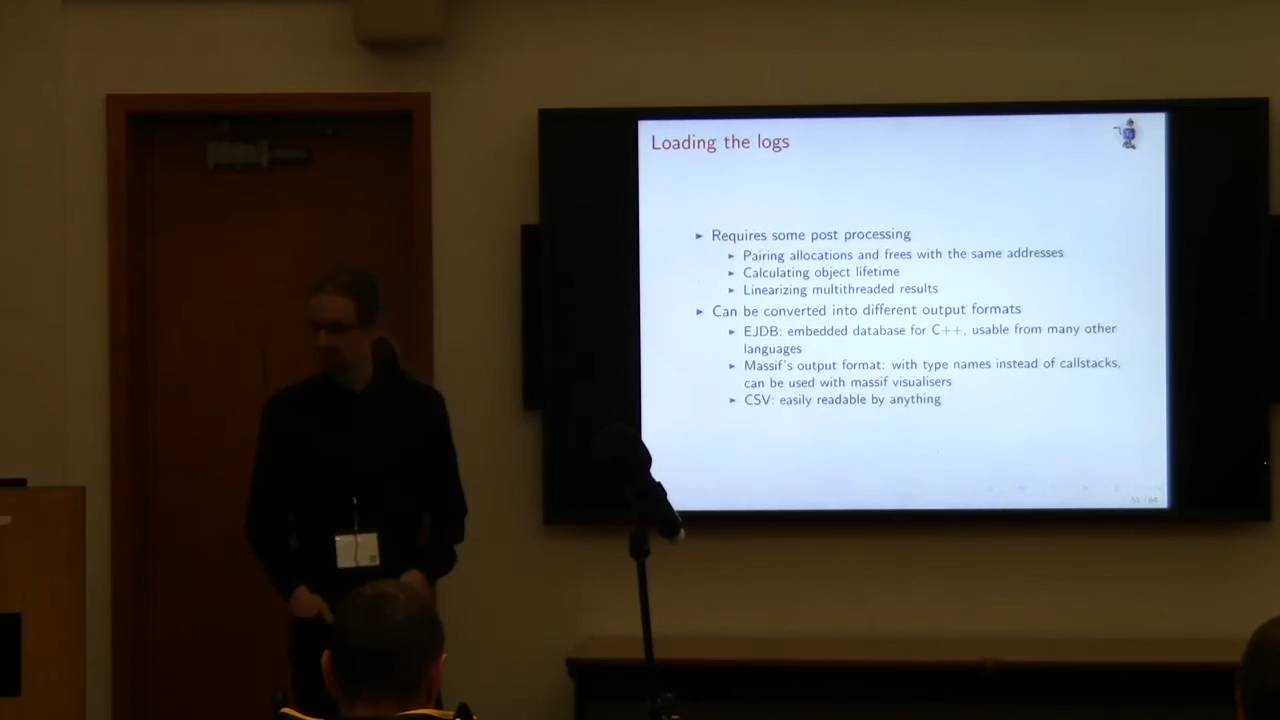 Loading the logs
► Requires some post processing
► Pairing allocations and frees with the same addresses
► Calculating object lifetime
► Linearizing multithreaded results
► Can be converted into different output formats
► EJDB: embedded database for C++, usable from many other
languages
► Massif's output format: with type names instead of callstacks,
can be used with massif visualisers
► CSV: easily readable by anything